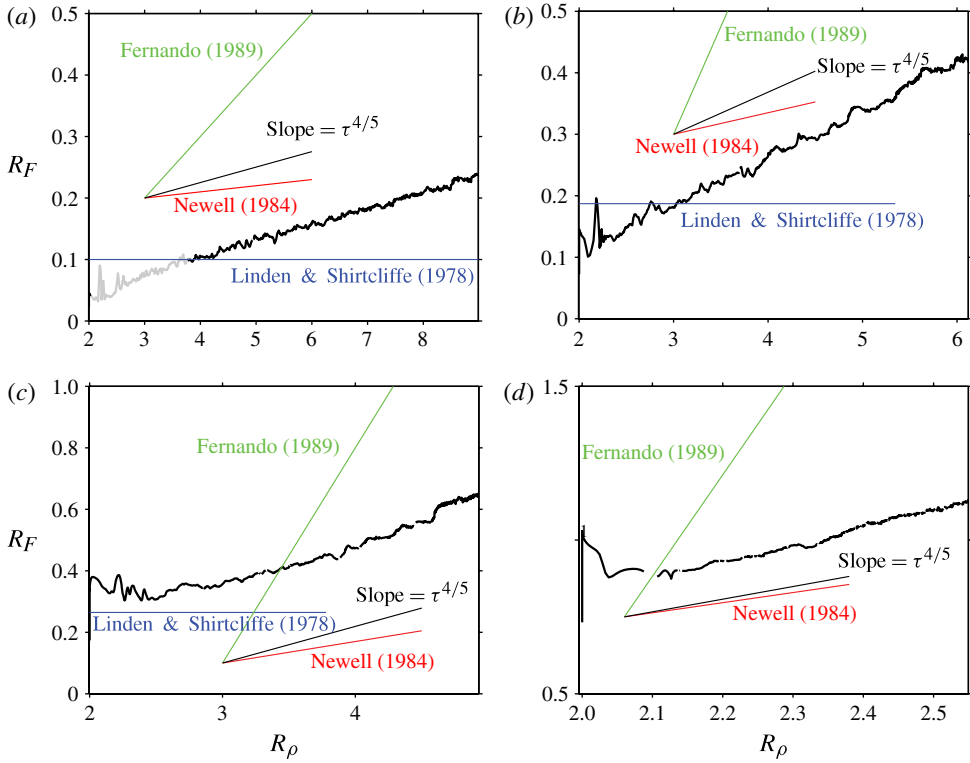 (a)
0.5
0.4
0.3
0.2
0.1
0
R_F
Fernando (1989)
Slope = τ^{4/5}
Newell (1984)
Linden & Shirtcliffe (1978)
2 3 4 5 6 7 8
(b)
0.5
0.4
0.3
0.2
0.1
0
Fernando (1989)
Slope = τ^{4/5}
Newell (1984)
Linden & Shirtcliffe (1978)
2 3 4 5 6
(c)
1.0
0.8
0.6
0.4
0.2
0
R_F
Fernando (1989)
Slope = τ^{4/5}
Linden & Shirtcliffe (1978)
Newell (1984)
2 3 4
R_ρ
(d)
1.5
1.0
0.5
Fernando (1989)
Slope = τ^{4/5}
Newell (1984)
2.0 2.1 2.2 2.3 2.4 2.5
R_ρ